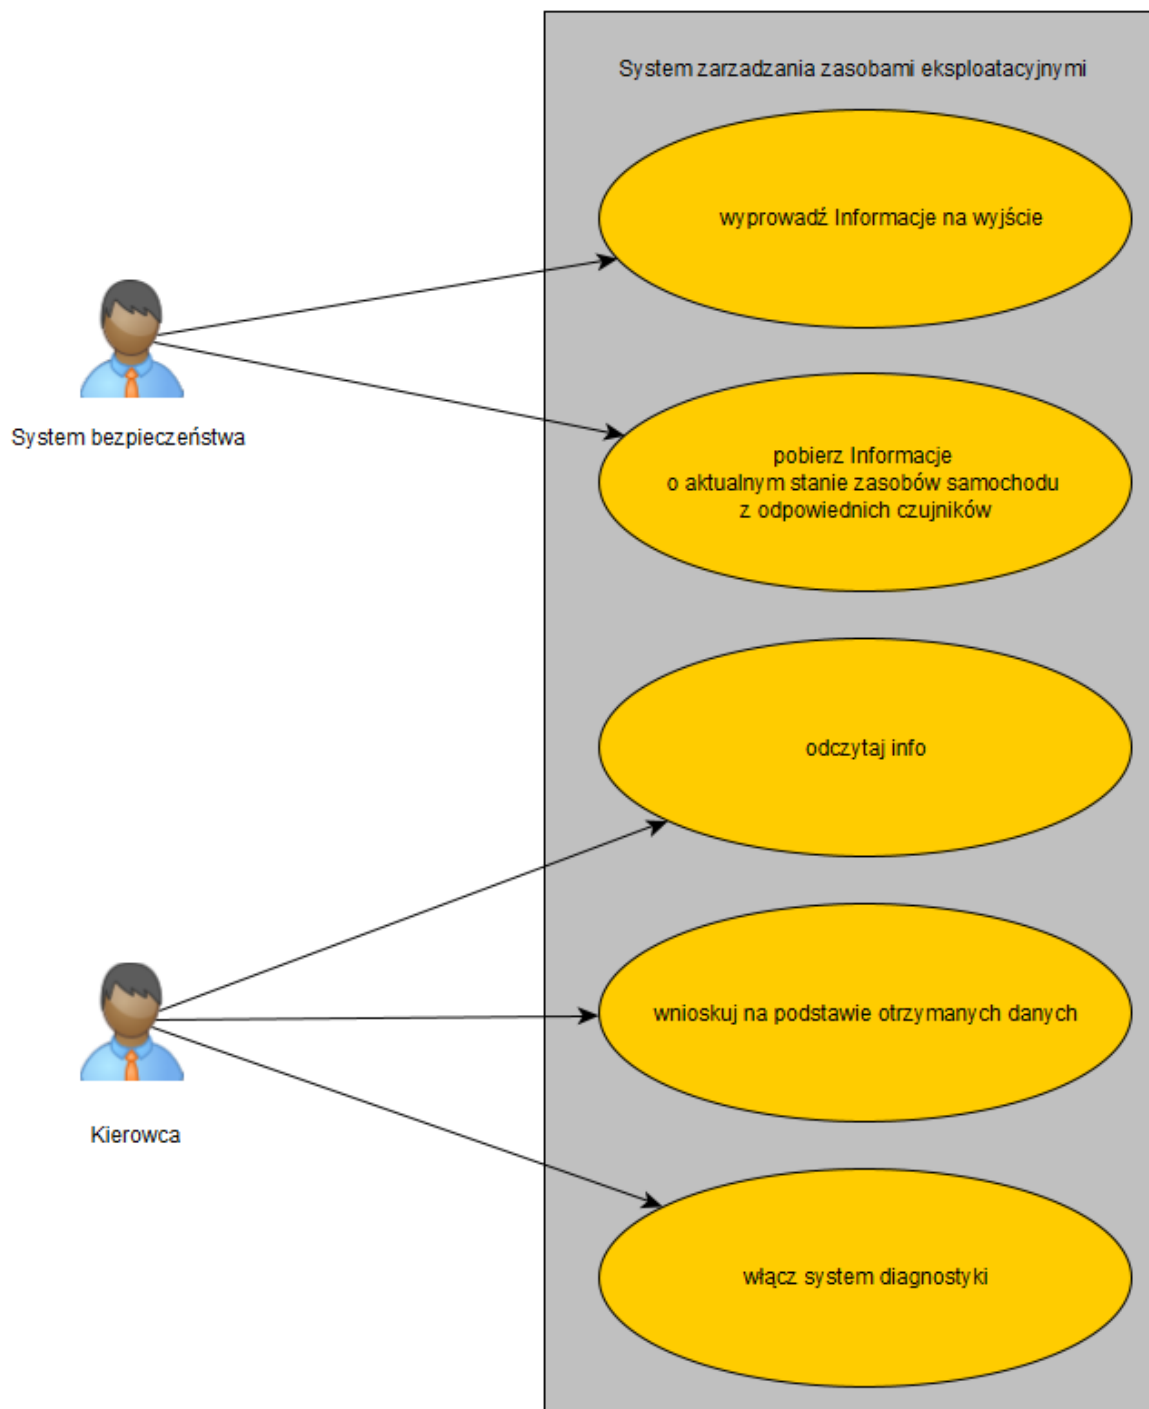 System zarzadzania zasobami eksploatacyjnymi
wyprowadź Informacje na wyjście
System bezpieczeństwa
pobierz Informacje
o aktualnym stanie zasobów samochodu
z odpowiednich czujników
odczytaj info
wnioskuj na podstawie otrzymanych danych
Kierowca
włącz system diagnostyki